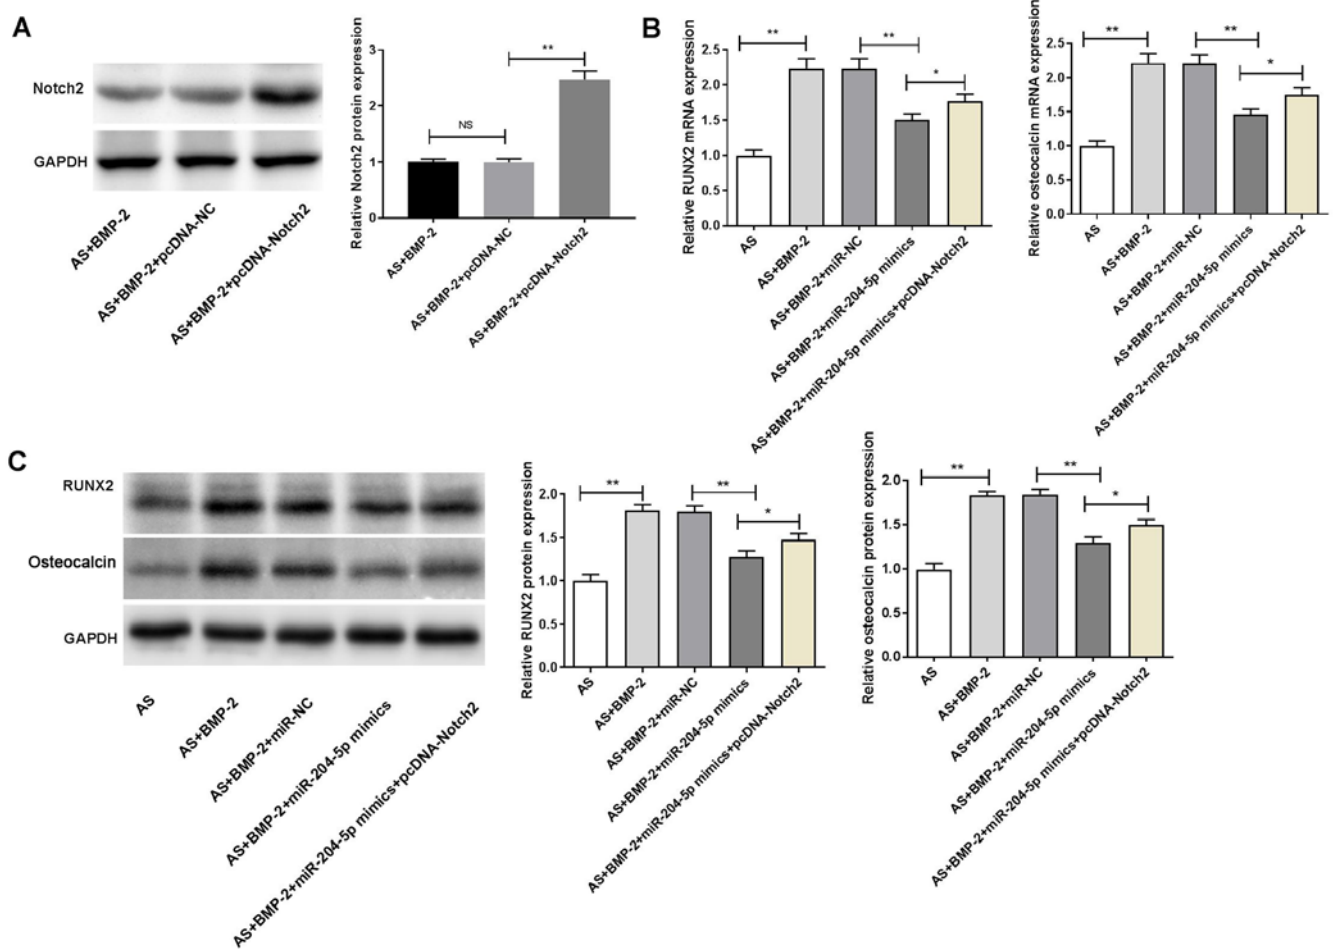 A
Notch2
GAPDH
AS+BMP-2
AS+BMP-2+pcDNA-NC
AS+BMP-2+pcDNA-Notch2
Relative Notch2 protein expression
3
2
1
0
NS
**
AS+BMP-2
AS+BMP-2+pcDNA-NC
AS+BMP-2+pcDNA-Notch2
B
Relative RUNX2 mRNA expression
2.5
2.0
1.5
1.0
0.5
0.0
**
**
*
AS
AS+BMP-2
AS+BMP-2+miR-NC
AS+BMP-2+miR-204-5p mimics
AS+BMP-2+miR-204-5p mimics+pcDNA-Notch2
Relative osteocalcin mRNA expression
2.5
2.0
1.5
1.0
0.5
0.0
**
**
*
AS
AS+BMP-2
AS+BMP-2+miR-NC
AS+BMP-2+miR-204-5p mimics
AS+BMP-2+miR-204-5p mimics+pcDNA-Notch2
C
RUNX2
Osteocalcin
GAPDH
AS
AS+BMP-2
AS+BMP-2+miR-NC
AS+BMP-2+miR-204-5p mimics
AS+BMP-2+miR-204-5p mimics+pcDNA-Notch2
Relative RUNX2 protein expression
2.0
1.5
1.0
0.5
0.0
**
**
*
AS
AS+BMP-2
AS+BMP-2+miR-NC
AS+BMP-2+miR-204-5p mimics
AS+BMP-2+miR-204-5p mimics+pcDNA-Notch2
Relative osteocalcin protein expression
2.0
1.5
1.0
0.5
0.0
**
**
*
AS
AS+BMP-2
AS+BMP-2+miR-NC
AS+BMP-2+miR-204-5p mimics
AS+BMP-2+miR-204-5p mimics+pcDNA-Notch2